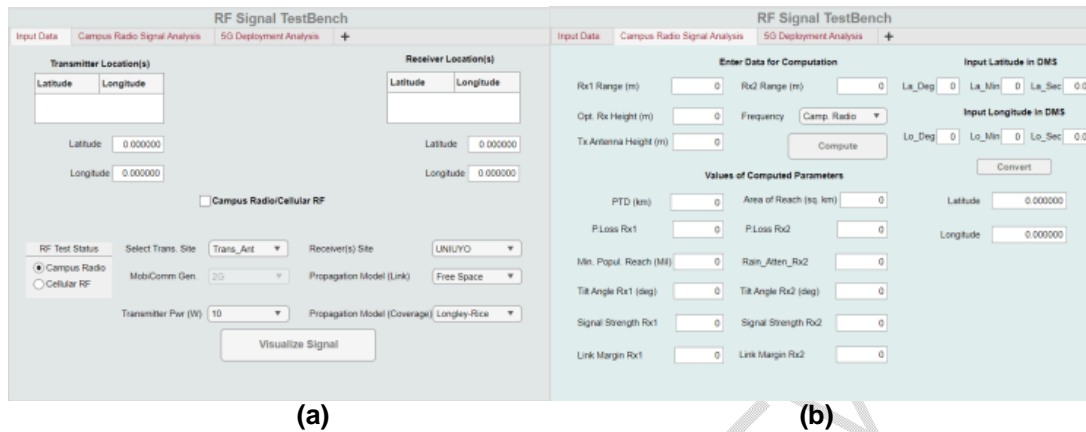 RF Signal TestBench
Input Data Campus Radio Signal Analysis 5G Deployment Analysis +
Transmitter Location(s) Receiver Location(s)
Latitude Longitude Latitude Longitude
Latitude 0.000000 Latitude 0.000000
Longitude 0.000000 Longitude 0.000000
Campus Radio/Cellular RF
RF Test Status Select Trans. Site Trans_Ant Receiver(s) Site UNIUYO
Campus Radio
Cellular RF
MobiComm Gen. 2G Propagation Model (Link) Free Space
Transmitter Pwr (W) 10 Propagation Model (Coverage) Longley-Rice
Visualize Signal
(a)
RF Signal TestBench
Input Data Campus Radio Signal Analysis 5G Deployment Analysis +
Enter Data for Computation
Rx1 Range (m) 0 Rx2 Range (m) 0
Opt. Rx Height (m) 0 Frequency Camp. Radio
Tx Antenna Height (m) 0 Compute
Values of Computed Parameters
PTD (km) 0 Area of Reach (sq. km) 0
P.Loss Rx1 0 P.Loss Rx2 0
Min. Popul. Reach (Mil) 0 Rain_Atten_Rx2 0
Tilt Angle Rx1 (deg) 0 Tilt Angle Rx2 (deg) 0
Signal Strength Rx1 0 Signal Strength Rx2 0
Link Margin Rx1 0 Link Margin Rx2 0
Input Latitude in DMS
La_Deg 0 La_Min 0 La_Sec 0.0
Input Longitude in DMS
Lo_Deg 0 Lo_Min 0 Lo_Sec 0.0
Convert
Latitude 0.000000
Longitude 0.000000
(b)